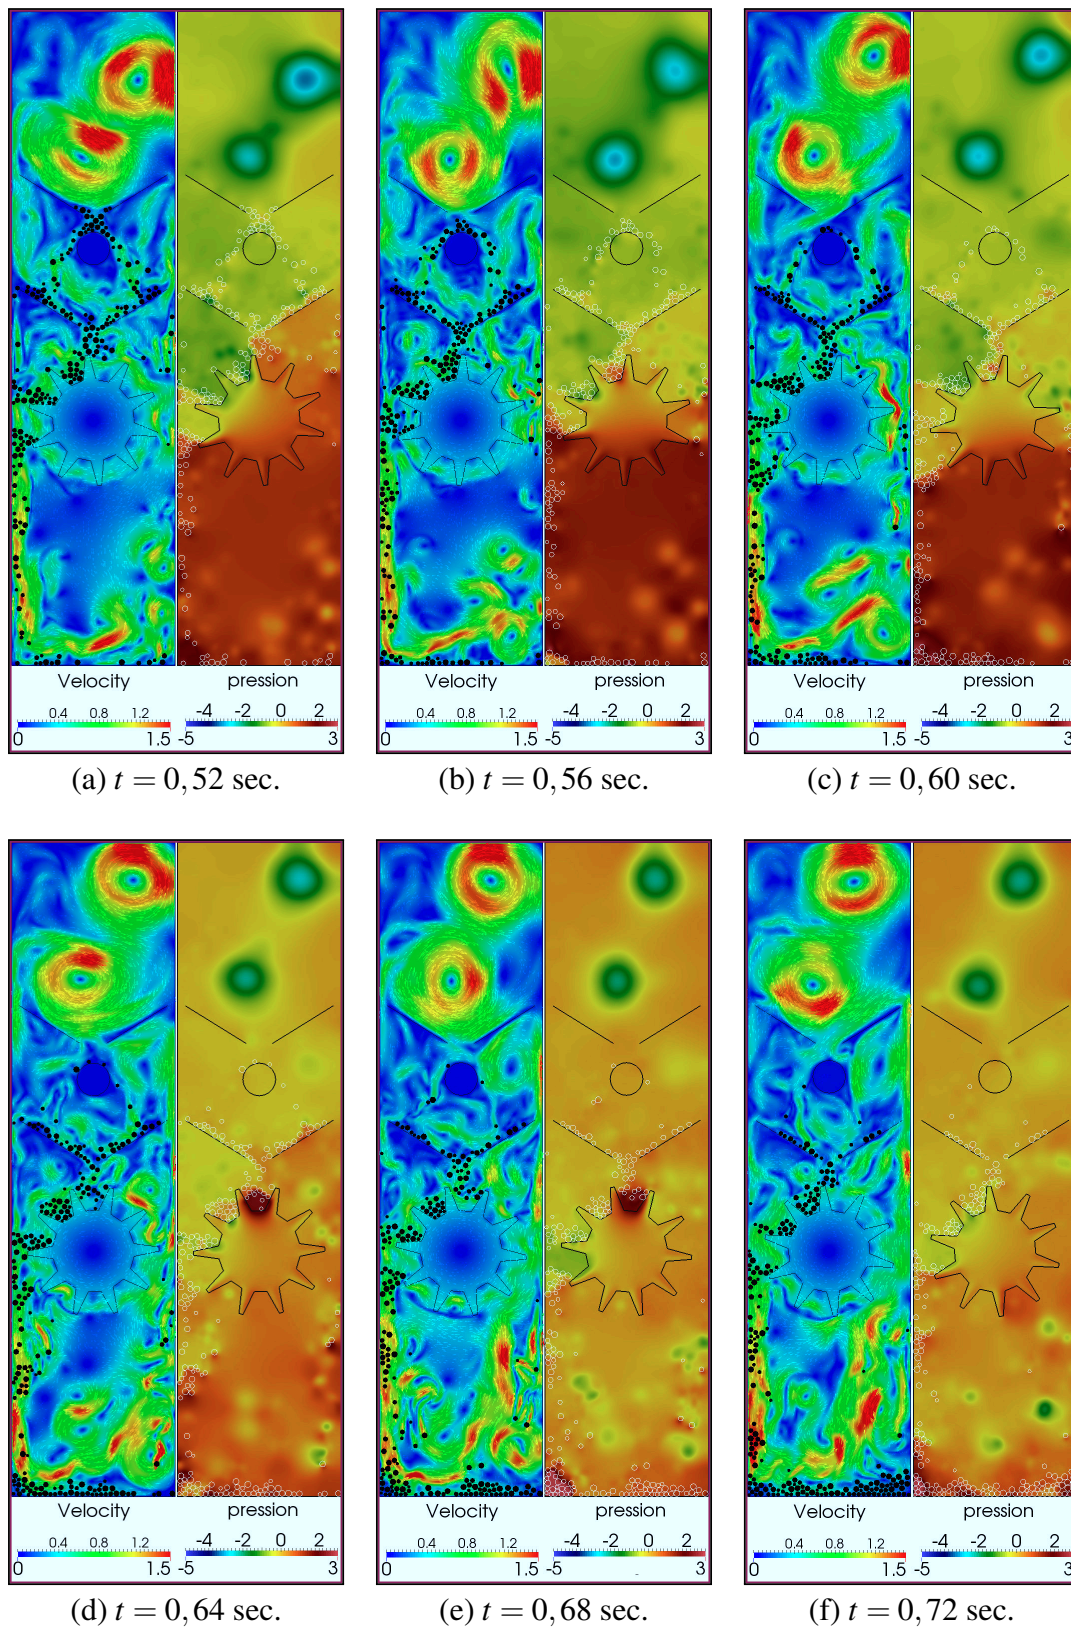 Velocity pression
0.4 0.8 1.2 -4 -2 0 2
0 1.5 -5 3
Velocity pression
0.4 0.8 1.2 -4 -2 0 2
0 1.5 -5 3
Velocity pression
0.4 0.8 1.2 -4 -2 0 2
0 1.5 -5 3
(a) t = 0, 52 sec.
(b) t = 0, 56 sec.
(c) t = 0, 60 sec.
Velocity pression
0.4 0.8 1.2 -4 -2 0 2
0 1.5 -5 3
Velocity pression
0.4 0.8 1.2 -4 -2 0 2
0 1.5 -5 3
Velocity pression
0.4 0.8 1.2 -4 -2 0 2
0 1.5 -5 3
(d) t = 0, 64 sec.
(e) t = 0, 68 sec.
(f) t = 0, 72 sec.